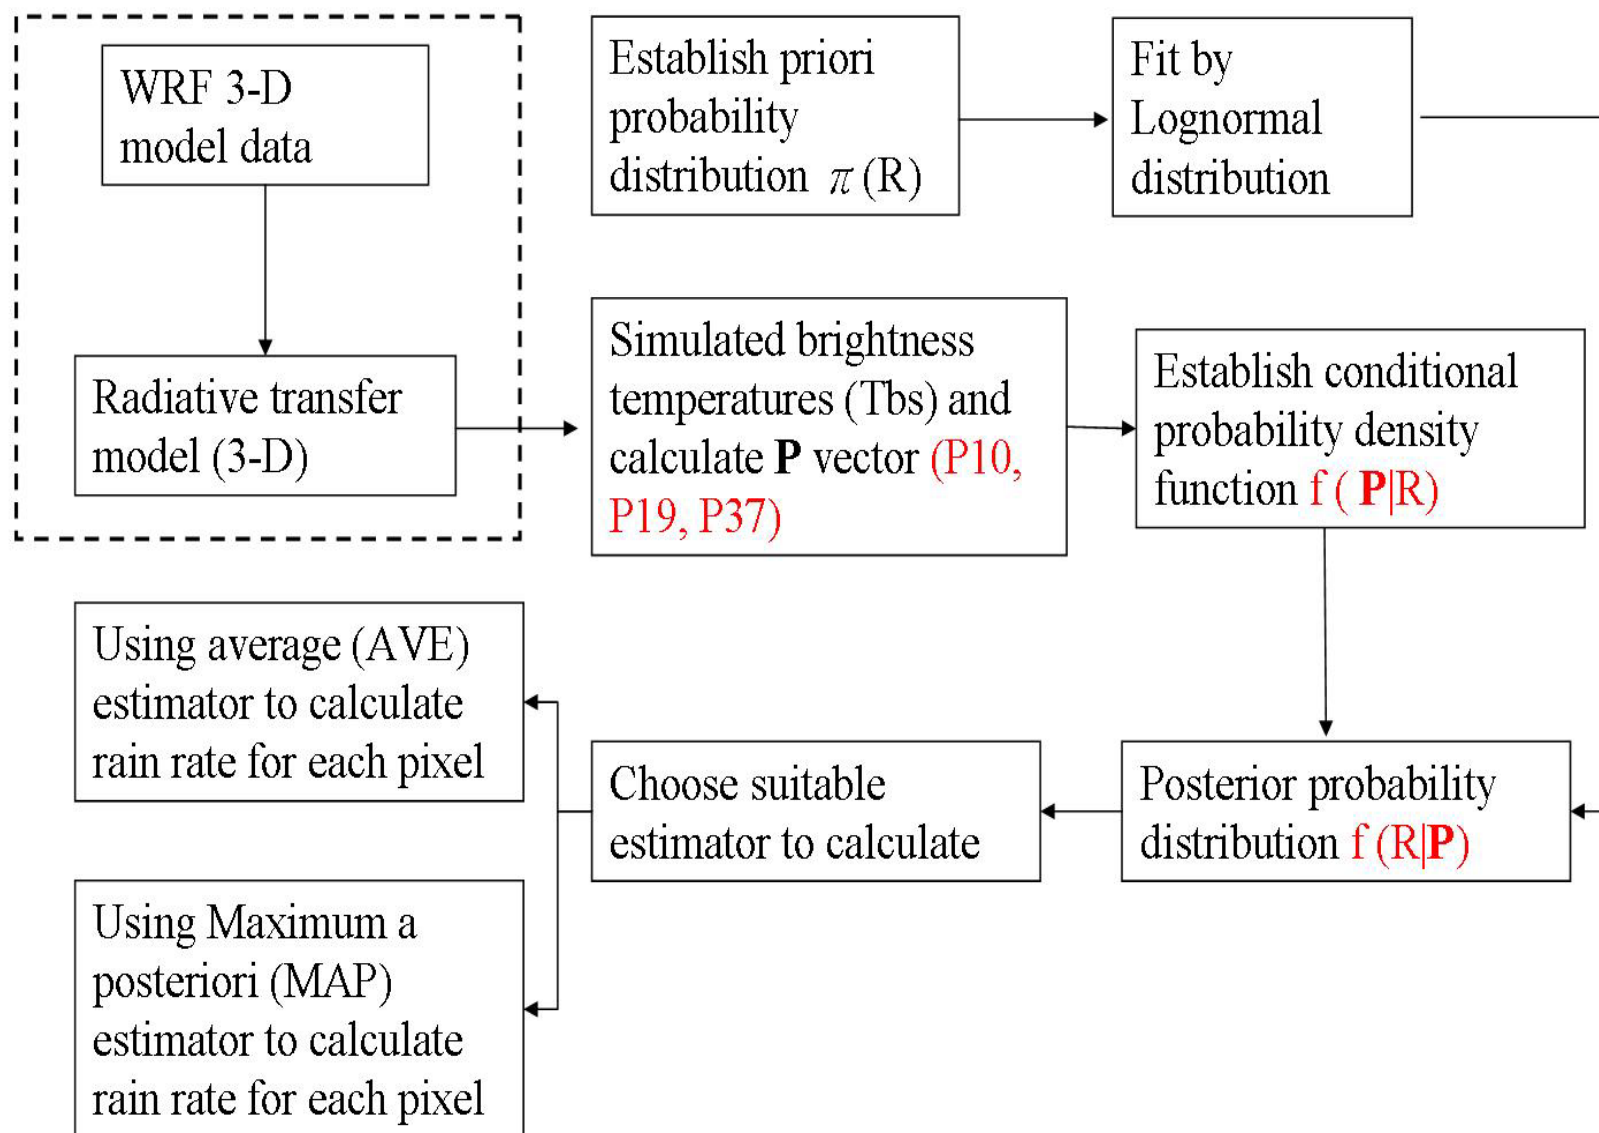 WRF 3-D
model data
Establish priori
probability
distribution π (R)
Fit by
Lognormal
distribution
Radiative transfer
model (3-D)
Simulated brightness
temperatures (Tbs) and
calculate P vector (P10,
P19, P37)
Establish conditional
probability density
function f ( P|R)
Using average (AVE)
estimator to calculate
rain rate for each pixel
Choose suitable
estimator to calculate
Posterior probability
distribution f (R|P)
Using Maximum a
posteriori (MAP)
estimator to calculate
rain rate for each pixel